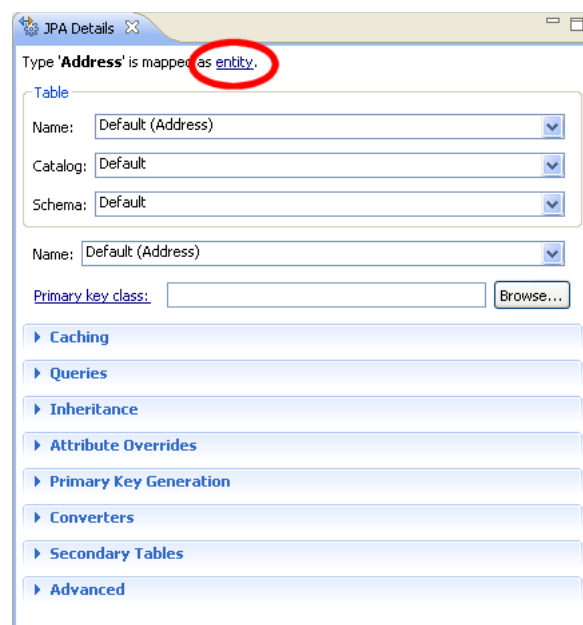 JPA Details
Type 'Address' is mapped as entity.
Table
Name: Default (Address)
Catalog: Default
Schema: Default
Name: Default (Address)
Primary key class: Browse...
Caching
Queries
Inheritance
Attribute Overrides
Primary Key Generation
Converters
Secondary Tables
Advanced